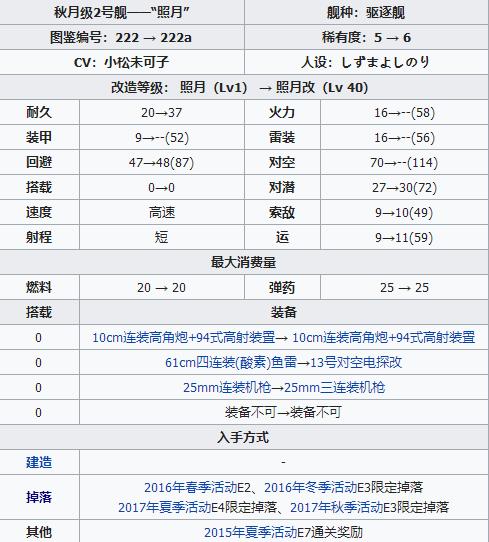 秋月级2号舰——“照月” 舰种：驱逐舰
图鉴编号：222 → 222a 稀有度：5 → 6
CV：小松未可子 人设：しずまよしのり
改造等级： 照月（Lv1） → 照月改（Lv 40）
耐久 20→37 火力 16→--(58)
装甲 9→--(52) 雷装 16→--(56)
回避 47→48(87) 对空 70→--(114)
搭载 0→0 对潜 27→30(72)
速度 高速 索敌 9→10(49)
射程 短 运 9→11(59)
最大消费量
燃料 20 → 20 弹药 25 → 25
搭载 装备
0 10cm连装高角炮+94式高射装置→ 10cm连装高角炮+94式高射装置
0 61cm四连装(酸素)鱼雷→13号对空电探改
0 25mm连装机枪→25mm三连装机枪
0 装备不可→装备不可
入手方式
建造 -
掉落 2016年春季活动E2、2016年冬季活动E3限定掉落
2017年夏季活动E4限定掉落、2017年秋季活动E3限定掉落
其他 2015年夏季活动E7通关奖励